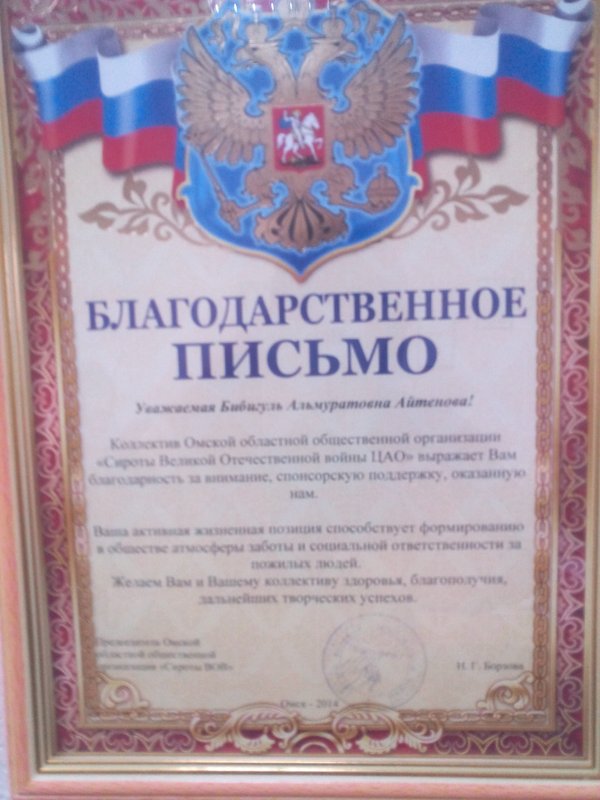 БЛАГОДАРСТВЕННОЕ
ПИСЬМО
Уважаемая Бибигуль Альмуратовна Айтенова!
Коллектив Омской областной общественной организации
«Сироты Великой Отечественной войны ЦАО» выражает Вам
благодарность за внимание, спонсорскую поддержку, оказанную
нам.
Ваша активная жизненная позиция способствует формированию
в обществе атмосферы заботы и социальной ответственности за
пожилых людей.
Желаем Вам и Вашему коллективу здоровья, благополучия,
дальнейших творческих успехов.
Председатель Омской
областной общественной
организации «Сироты ВОВ»
Н. Г. Борзова
Омск - 2014